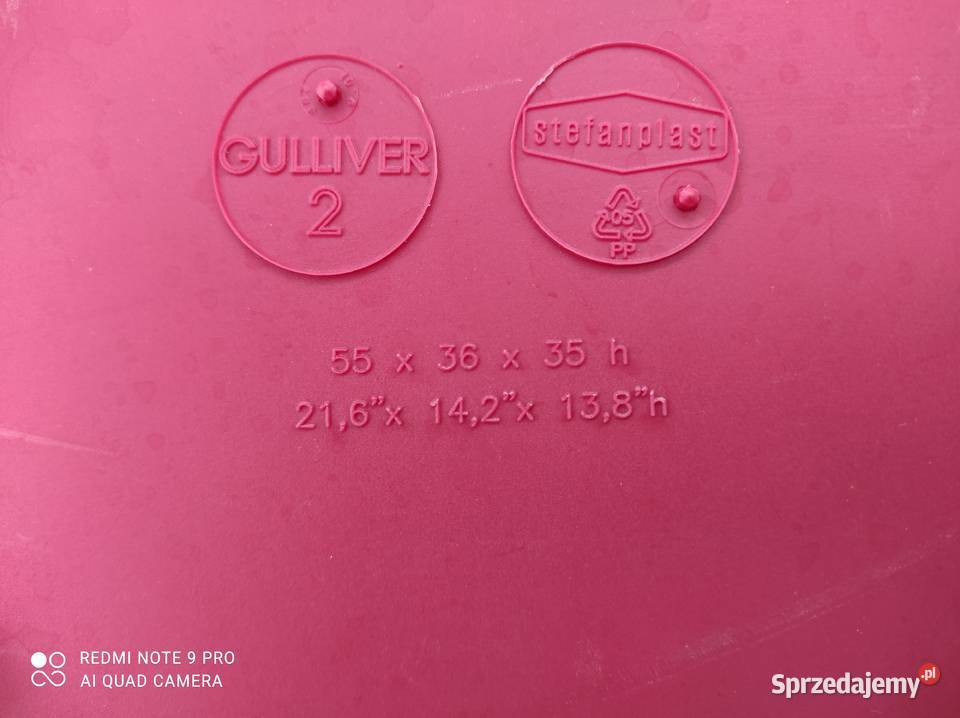 GULLIVER
2
stefanplast
05
PP
55 x 36 x 35 h
21,6”x 14,2”x 13,8”h
REDMI NOTE 9 PRO
AI QUAD CAMERA
Sprzedajemy.pl